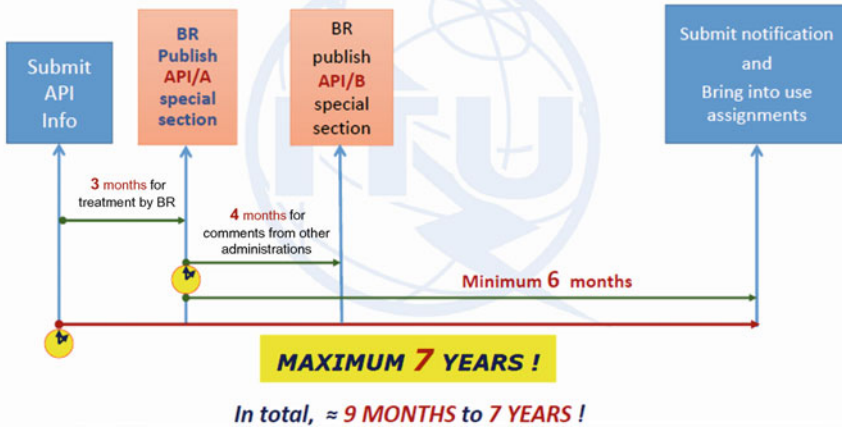 Submit
API
Info
BR
Publish
API/A
special
section
BR
publish
API/B
special
section
Submit notification
and
Bring into use
assignments
3 months for
treatment by BR
4 months for
comments from other
administrations
Minimum 6 months
MAXIMUM 7 YEARS !
In total, ≈ 9 MONTHS to 7 YEARS !
ITU